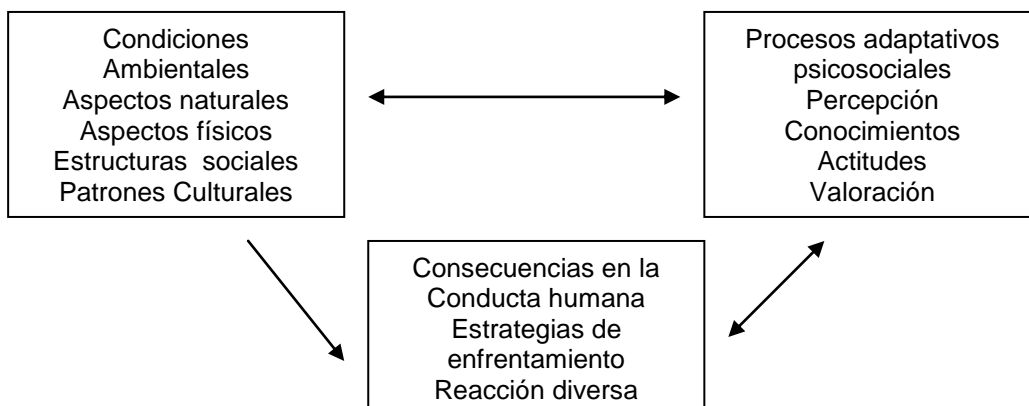 Condiciones
Ambientales
Aspectos naturales
Aspectos físicos
Estructuras  sociales
Patrones Culturales
Procesos adaptativos
psicosociales
Percepción
Conocimientos
Actitudes
Valoración
Consecuencias en la
Conducta humana
Estrategias de
enfrentamiento
Reacción diversa